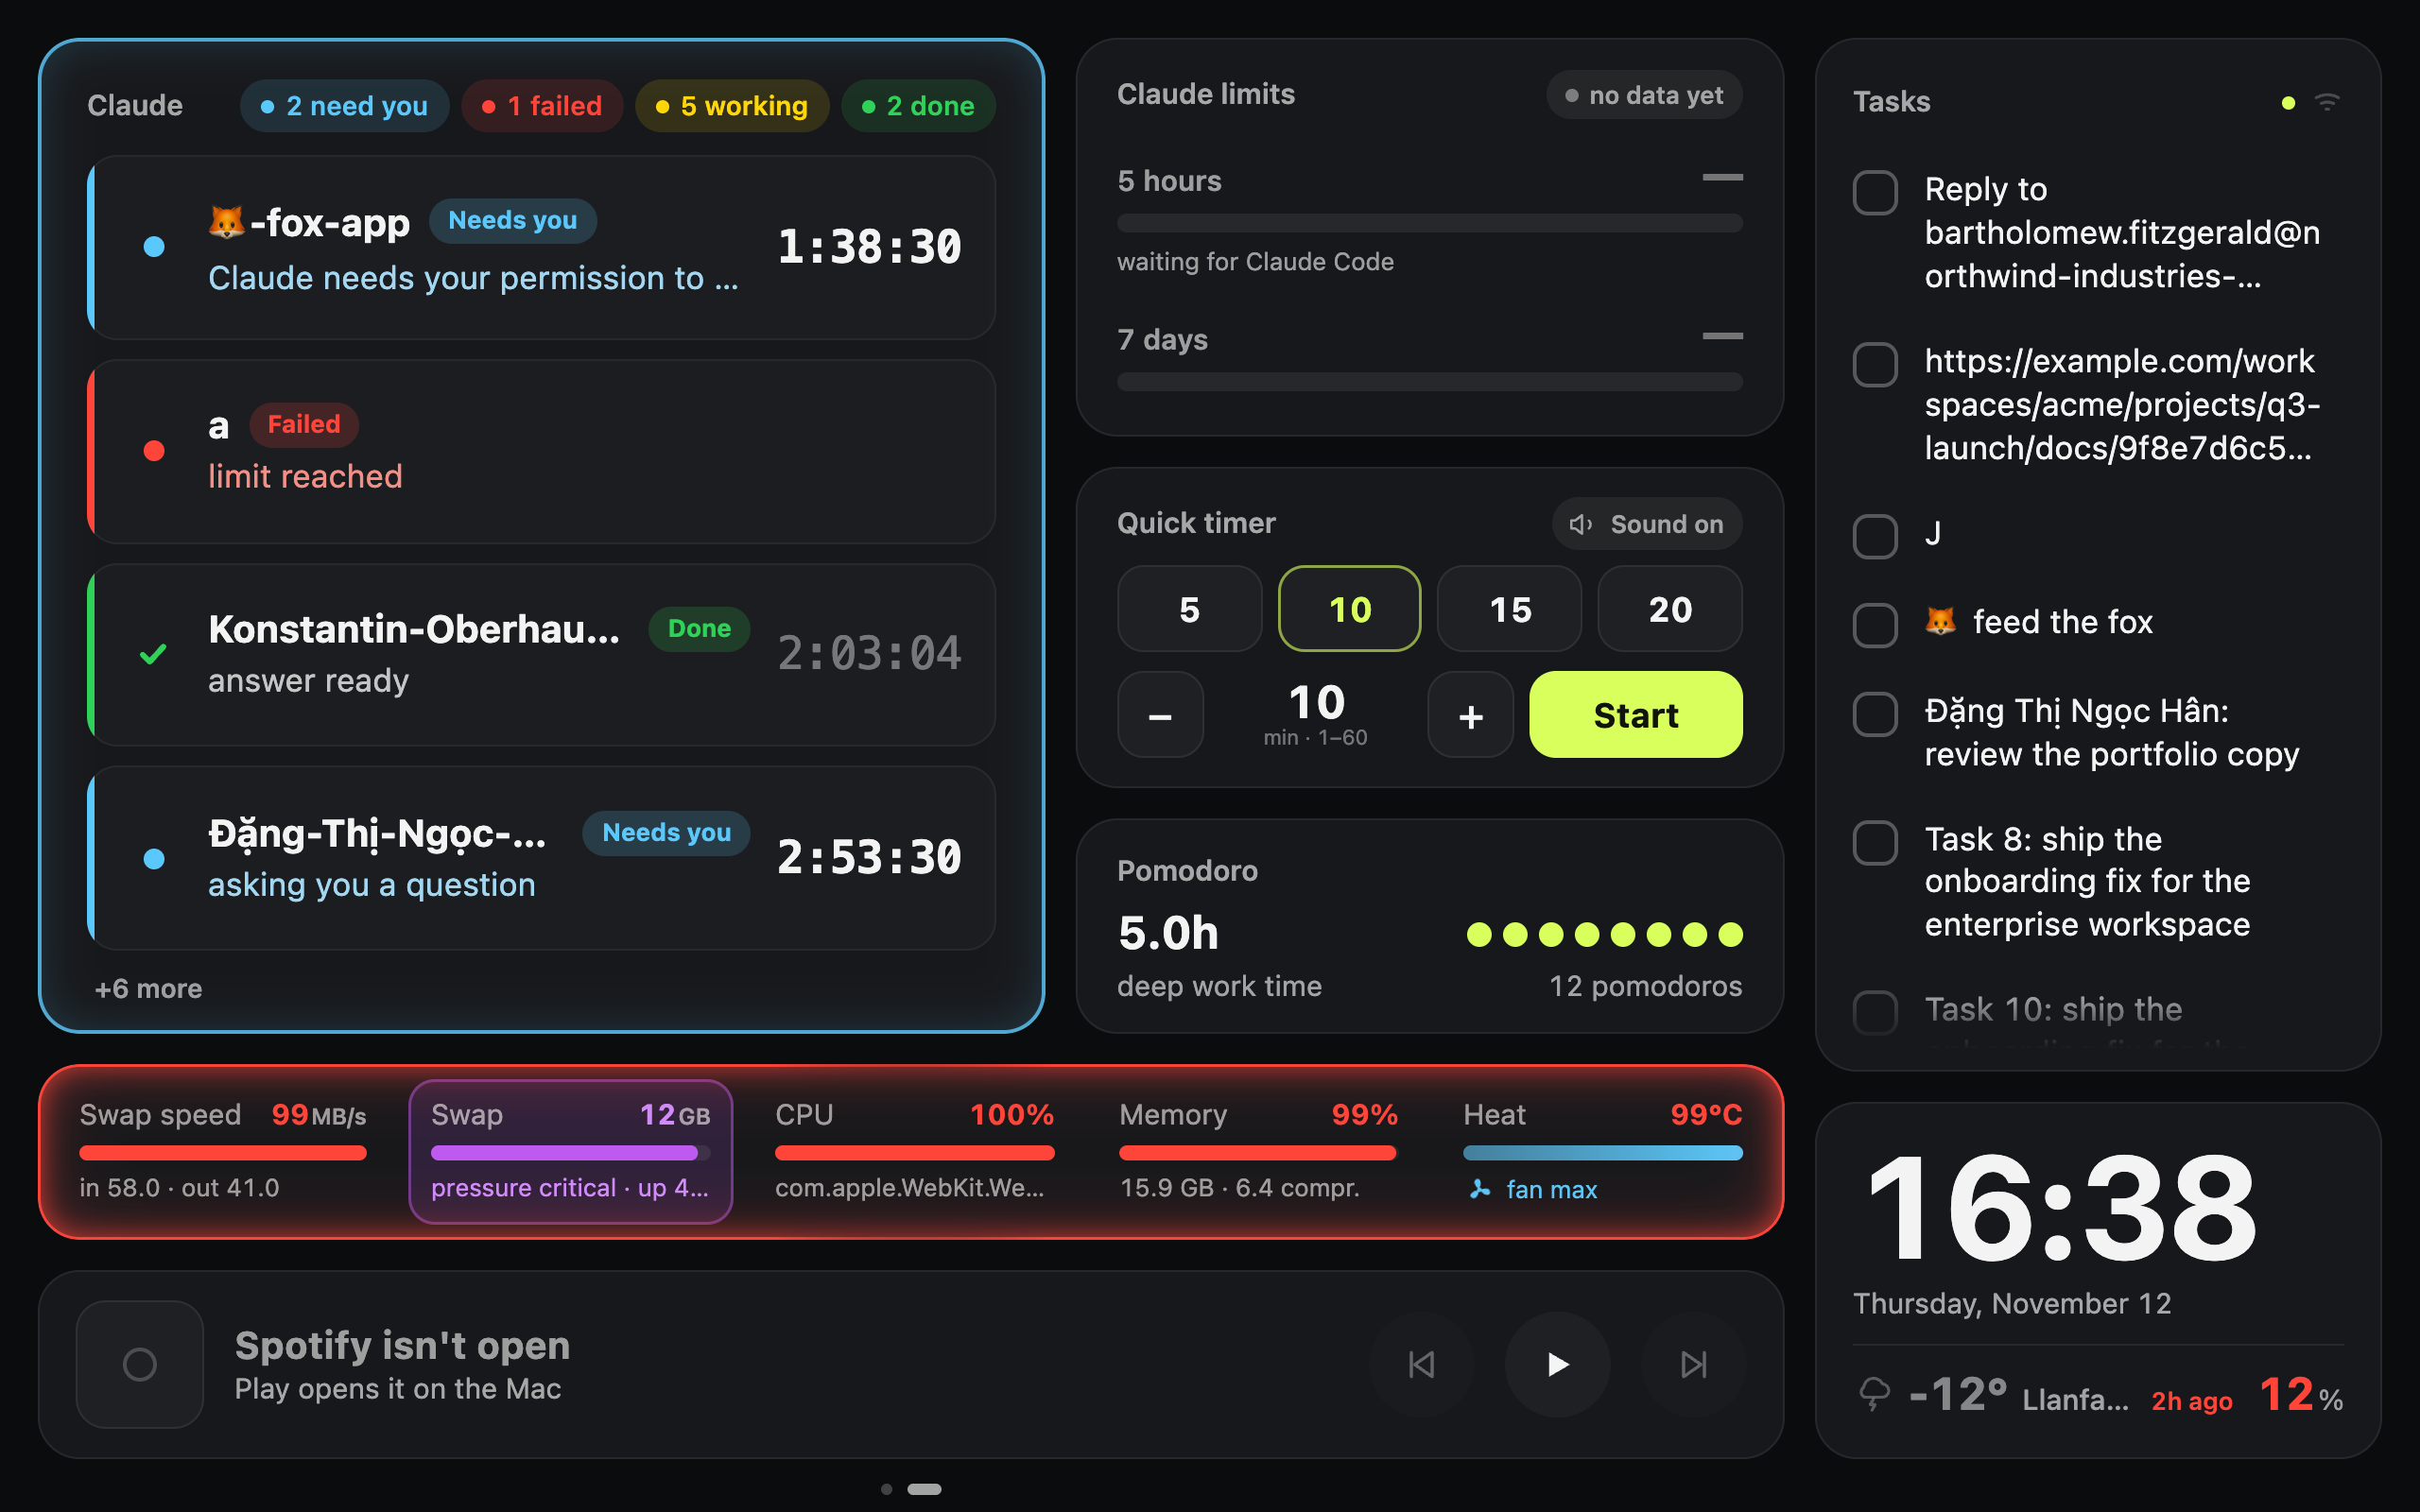 Claude
2 need you
1 failed
5 working
2 done
🦊-fox-app
Needs you
Claude needs your permission to ...
1:38:30
a
Failed
limit reached
Konstantin-Oberhau...
Done
answer ready
2:03:04
Đặng-Thị-Ngọc-...
Needs you
asking you a question
2:53:30
+6 more
Claude limits
no data yet
5 hours
—
waiting for Claude Code
7 days
—
Quick timer
Sound on
5
10
15
20
−
10
min · 1–60
+
Start
Pomodoro
5.0h
deep work time
12 pomodoros
Tasks
Reply to
bartholomew.fitzgerald@n
orthwind-industries-...
https://example.com/work
spaces/acme/projects/q3-
launch/docs/9f8e7d6c5...
J
🦊 feed the fox
Đặng Thị Ngọc Hân:
review the portfolio copy
Task 8: ship the
onboarding fix for the
enterprise workspace
Task 10: ship the
onboarding fix for the
Swap speed
99 MB/s
in 58.0 · out 41.0
Swap
12 GB
pressure critical · up 4...
CPU
100%
com.apple.WebKit.We...
Memory
99%
15.9 GB · 6.4 compr.
Heat
99°C
fan max
Spotify isn't open
Play opens it on the Mac
16:38
Thursday, November 12
-12° Llanfa... 2h ago 12%